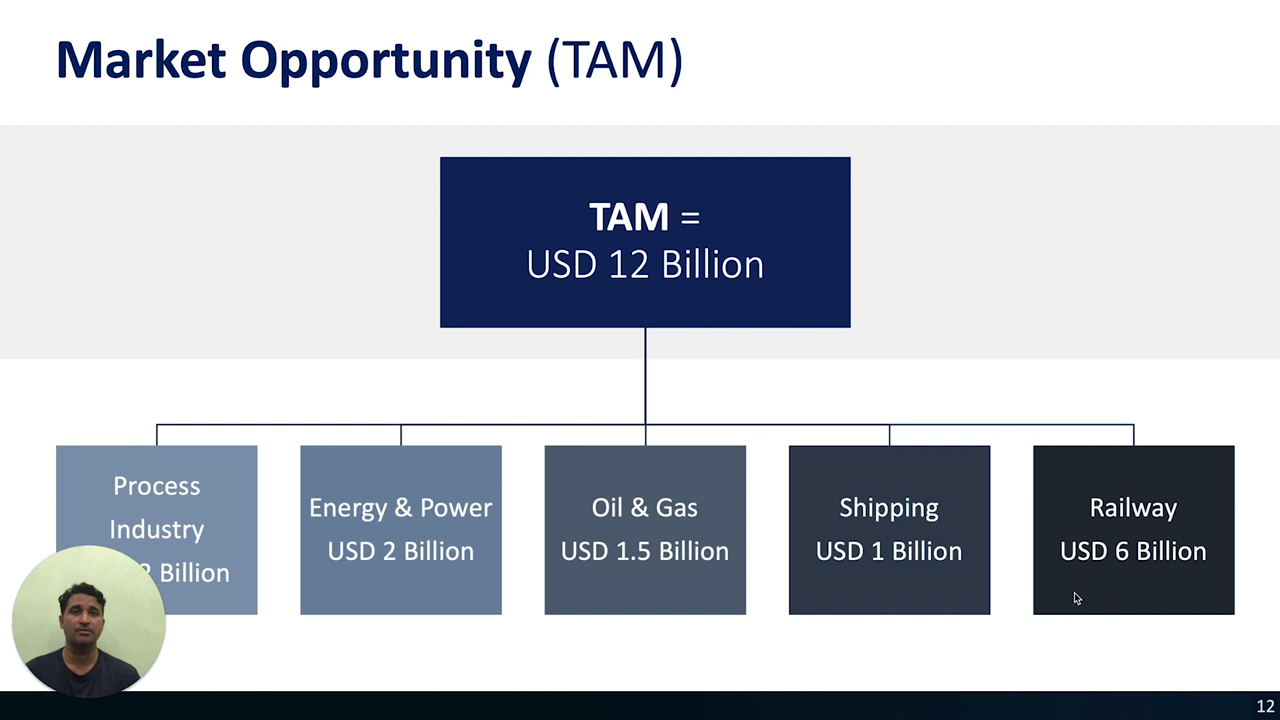 Market Opportunity (TAM)
TAM =
USD 12 Billion
Process
Industry
Billion
Energy & Power
USD 2 Billion
Oil & Gas
USD 1.5 Billion
Shipping
USD 1 Billion
Railway
USD 6 Billion
12